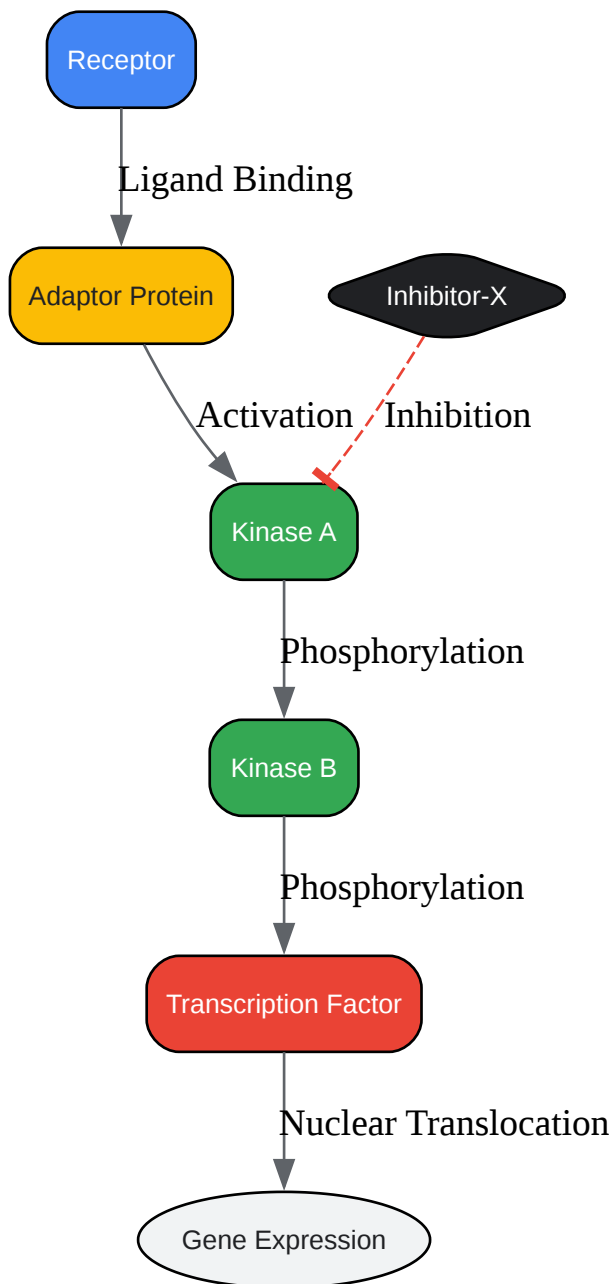 Receptor
Ligand Binding
Adaptor Protein
Inhibitor-X
Activation
Inhibition
Kinase A
Phosphorylation
Kinase B
Phosphorylation
Transcription Factor
Nuclear Translocation
Gene Expression